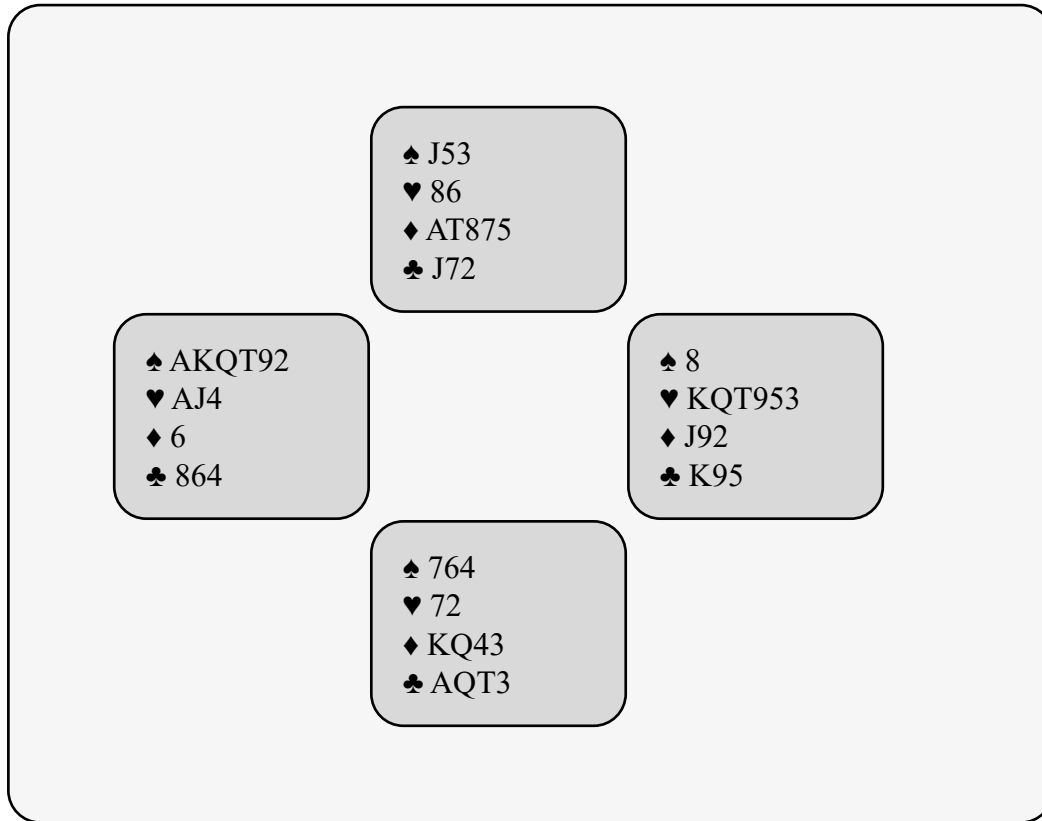 ♠ J53
♥ 86
♦ AT875
♣ J72
♠ AKQT92
♥ AJ4
♦ 6
♣ 864
♠ 8
♥ KQT953
♦ J92
♣ K95
♠ 764
♥ 72
♦ KQ43
♣ AQT3